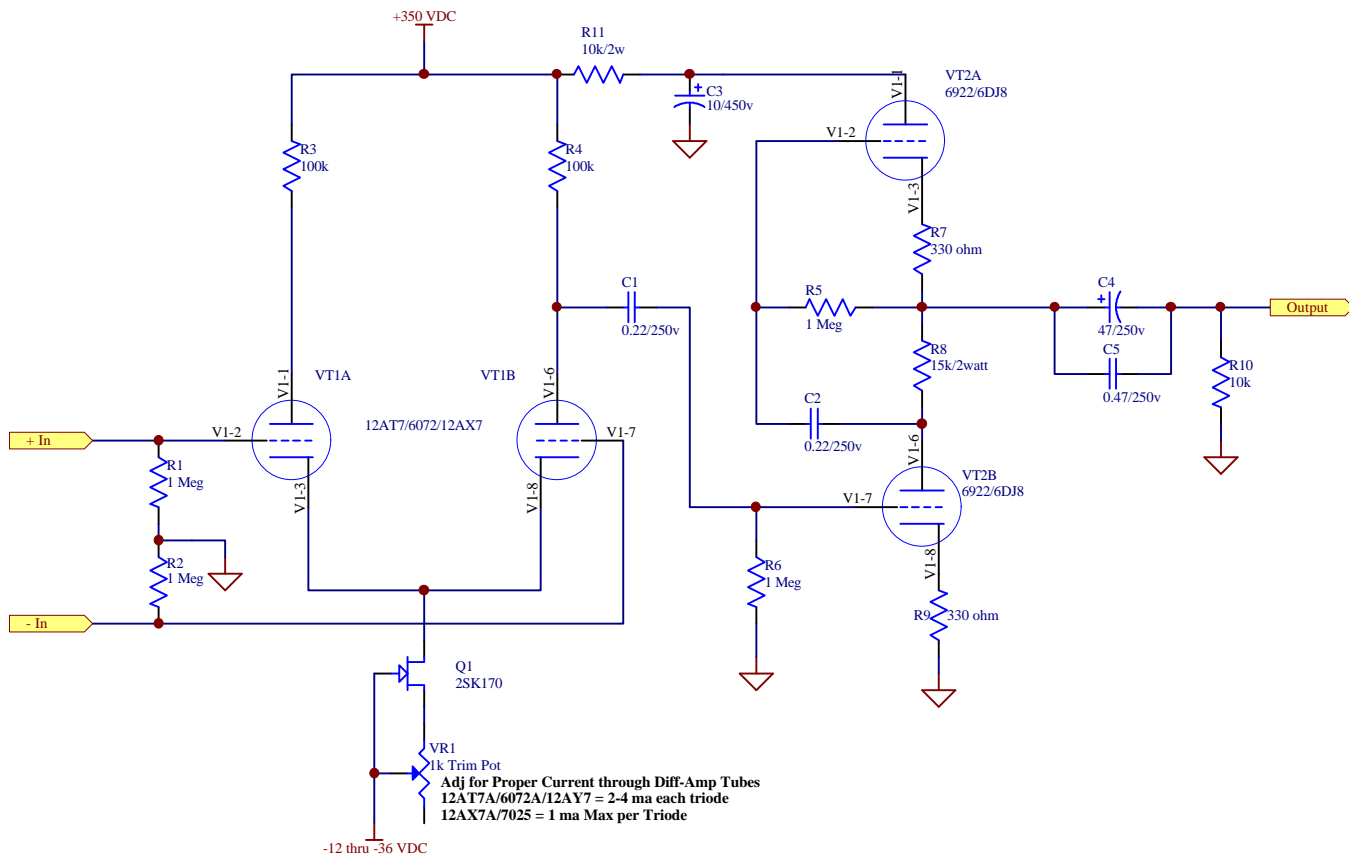 +350 VDC
R11
10k/2w
C3
10/450v
+
V1-1
VT2A
6922/6DJ8
V1-2
V1-3
R3
100k
R4
100k
R7
330 ohm
C1
0.22/250v
R5
1 Meg
C4
+
47/250v
C5
0.47/250v
Output
R10
10k
R8
15k/2watt
C2
0.22/250v
VT1A
V1-1
VT1B
V1-6
12AT7/6072/12AX7
+ In
V1-2
V1-7
V1-3
V1-8
R1
1 Meg
R2
1 Meg
- In
V1-6
VT2B
6922/6DJ8
V1-7
V1-8
R6
1 Meg
R9
330 ohm
Q1
2SK170
VR1
1k Trim Pot
Adj for Proper Current through Diff-Amp Tubes
12AT7A/6072A/12AY7 = 2-4 ma each triode
12AX7A/7025 = 1 ma Max per Triode
-12 thru -36 VDC